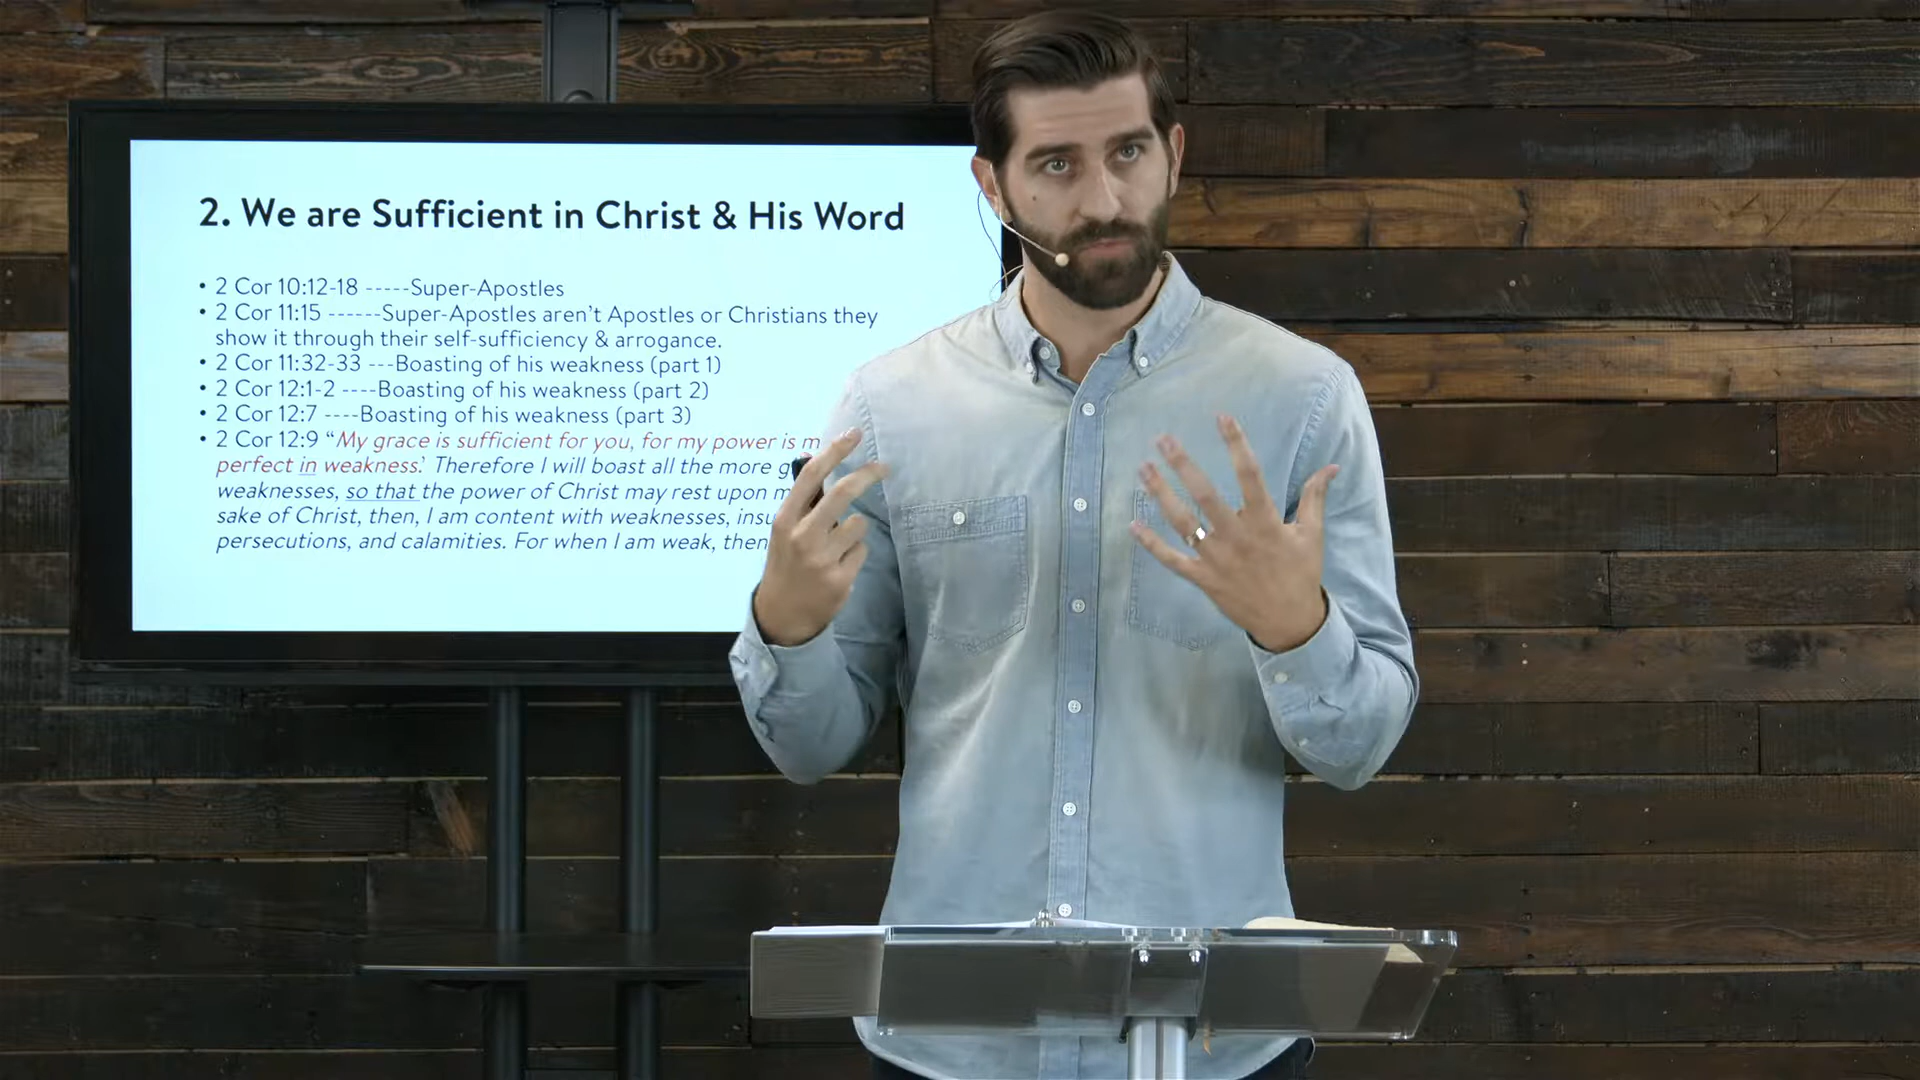 2. We are Sufficient in Christ & His Word
• 2 Cor 10:12-18 -----Super-Apostles
• 2 Cor 11:15 ------Super-Apostles aren't Apostles or Christians they
show it through their self-sufficiency & arrogance.
• 2 Cor 11:32-33 ---Boasting of his weakness (part 1)
• 2 Cor 12:1-2 ----Boasting of his weakness (part 2)
• 2 Cor 12:7 ----Boasting of his weakness (part 3)
• 2 Cor 12:9 “My grace is sufficient for you, for my power is
perfect in weakness.’ Therefore I will boast all the more
weaknesses, so that the power of Christ may rest upon
sake of Christ, then, I am content with weaknesses,
persecutions, and calamities. For when I am weak, then